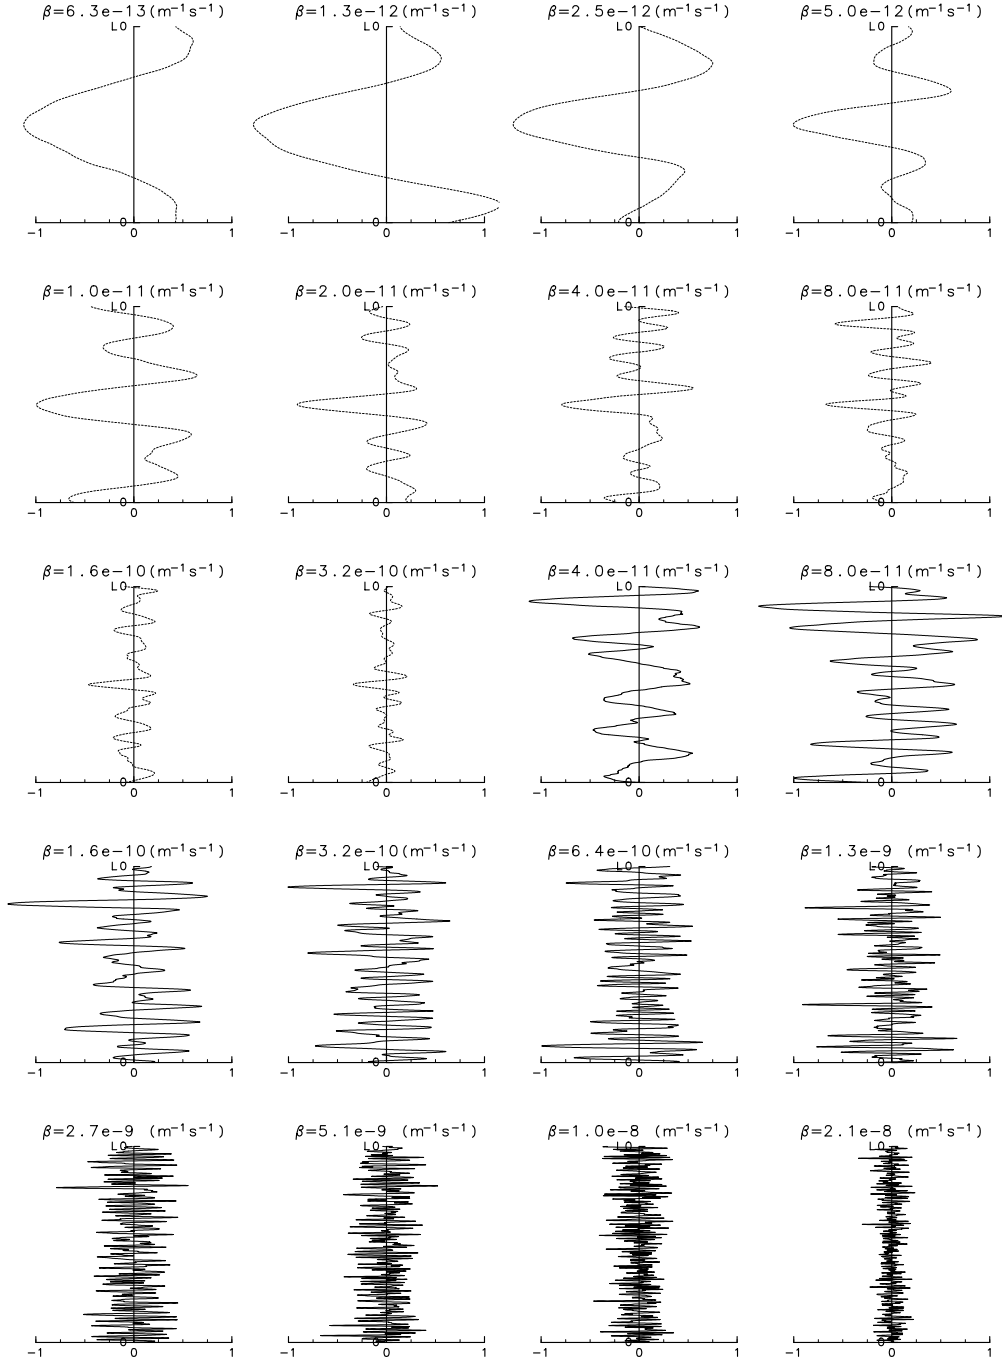 β=6.3e−13(m⁻¹s⁻¹) β=1.3e−12(m⁻¹s⁻¹) β=2.5e−12(m⁻¹s⁻¹) β=5.0e−12(m⁻¹s⁻¹)
L0 L0 L0 L0
0 0 0 0
−1 0 1 −1 0 1 −1 0 1 −1 0 1
β=1.0e−11(m⁻¹s⁻¹) β=2.0e−11(m⁻¹s⁻¹) β=4.0e−11(m⁻¹s⁻¹) β=8.0e−11(m⁻¹s⁻¹)
L0 L0 L0 L0
0 0 0 0
−1 0 1 −1 0 1 −1 0 1 −1 0 1
β=1.6e−10(m⁻¹s⁻¹) β=3.2e−10(m⁻¹s⁻¹) β=4.0e−11(m⁻¹s⁻¹) β=8.0e−11(m⁻¹s⁻¹)
L0 L0 L0 L0
0 0 0 0
−1 0 1 −1 0 1 −1 0 1 −1 0 1
β=1.6e−10(m⁻¹s⁻¹) β=3.2e−10(m⁻¹s⁻¹) β=6.4e−10(m⁻¹s⁻¹) β=1.3e−9 (m⁻¹s⁻¹)
L0 L0 L0 L0
0 0 0 0
−1 0 1 −1 0 1 −1 0 1 −1 0 1
β=2.7e−9 (m⁻¹s⁻¹) β=5.1e−9 (m⁻¹s⁻¹) β=1.0e−8 (m⁻¹s⁻¹) β=2.1e−8 (m⁻¹s⁻¹)
L0 L0 L0 L0
0 0 0 0
−1 0 1 −1 0 1 −1 0 1 −1 0 1